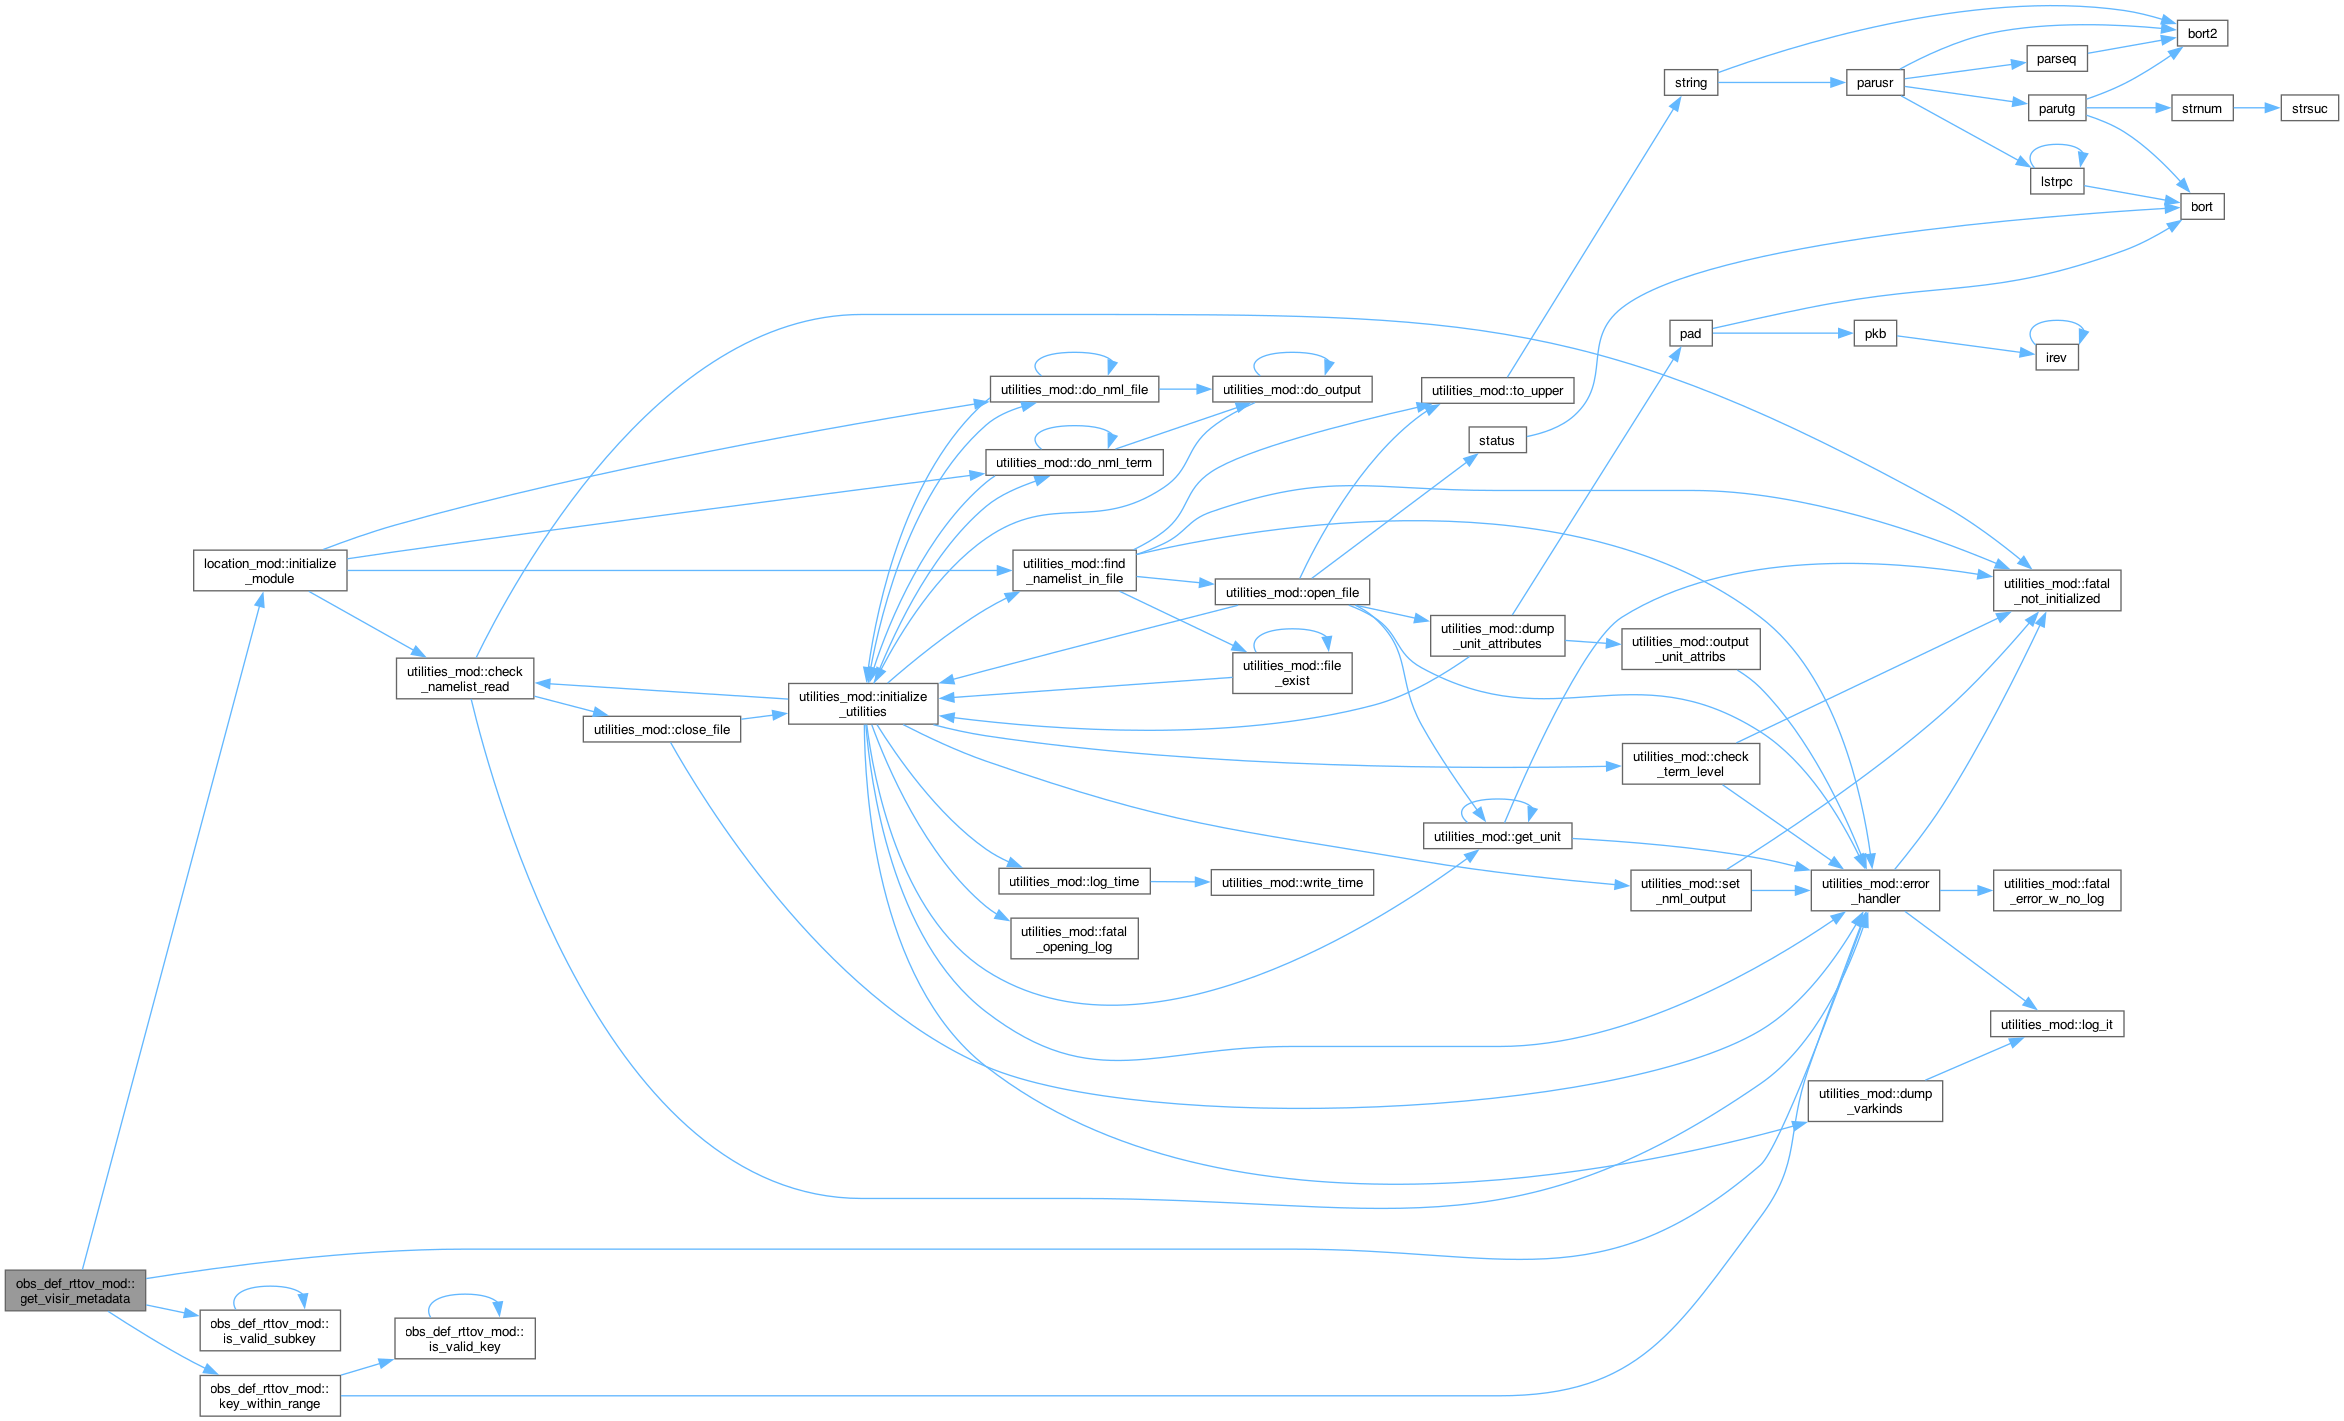 bort2
parseq
string
parusr
parutg
strnum
strsuc
lstrpc
bort
pad
pkb
irev
utilities_mod::do_nml_file
utilities_mod::do_output
utilities_mod::to_upper
status
utilities_mod::do_nml_term
location_mod::initialize
_module
utilities_mod::find
_namelist_in_file
utilities_mod::open_file
utilities_mod::fatal
_not_initialized
utilities_mod::dump
_unit_attributes
utilities_mod::output
_unit_attribs
utilities_mod::check
_namelist_read
utilities_mod::file
_exist
utilities_mod::initialize
_utilities
utilities_mod::close_file
utilities_mod::check
_term_level
utilities_mod::get_unit
utilities_mod::log_time
utilities_mod::write_time
utilities_mod::set
_nml_output
utilities_mod::error
_handler
utilities_mod::fatal
_error_w_no_log
utilities_mod::fatal
_opening_log
utilities_mod::log_it
utilities_mod::dump
_varkinds
obs_def_rttov_mod::
get_visir_metadata
obs_def_rttov_mod::
is_valid_subkey
obs_def_rttov_mod::
is_valid_key
obs_def_rttov_mod::
key_within_range